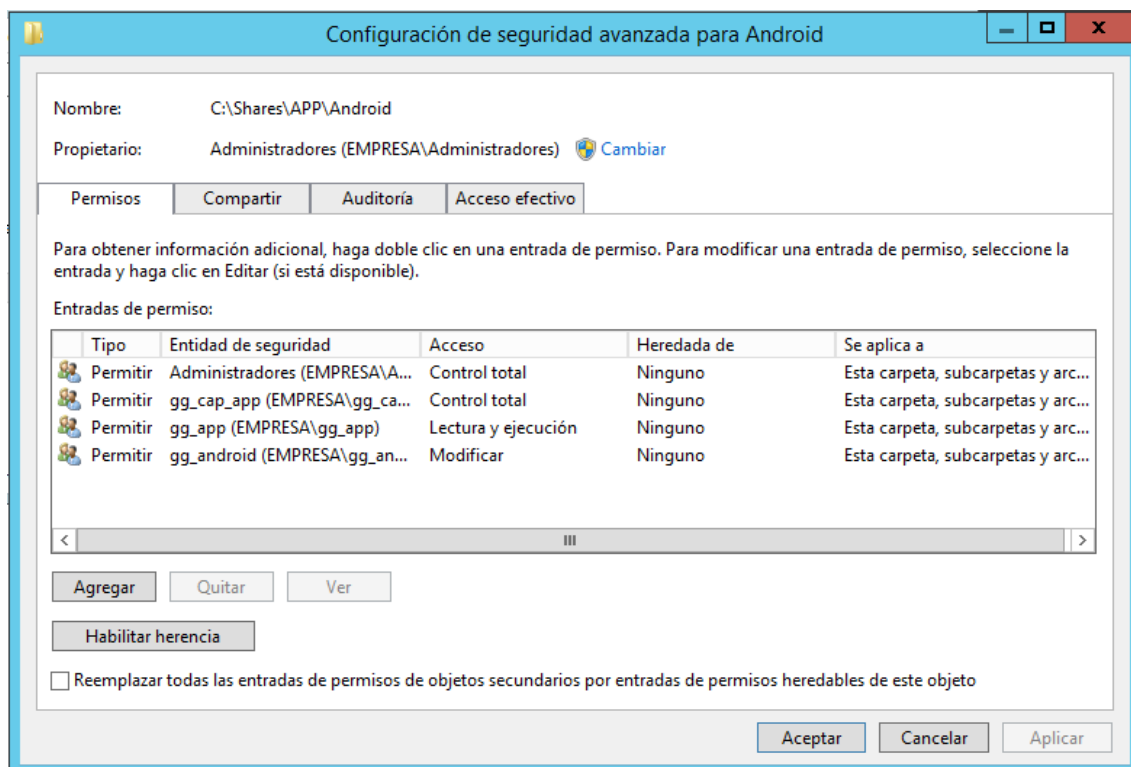 Configuración de seguridad avanzada para Android
Nombre: C:\Shares\APP\Android
Propietario: Administradores (EMPRESA\Administradores) Cambiar
Permisos Compartir Auditoría Acceso efectivo
Para obtener información adicional, haga doble clic en una entrada de permiso. Para modificar una entrada de permiso, seleccione la
entrada y haga clic en Editar (si está disponible).
Entradas de permiso:
Tipo Entidad de seguridad Acceso Heredada de Se aplica a
Permitir Administradores (EMPRESA\A... Control total Ninguno Esta carpeta, subcarpetas y arc...
Permitir gg_cap_app (EMPRESA\gg_ca... Control total Ninguno Esta carpeta, subcarpetas y arc...
Permitir gg_app (EMPRESA\gg_app) Lectura y ejecución Ninguno Esta carpeta, subcarpetas y arc...
Permitir gg_android (EMPRESA\gg_an... Modificar Ninguno Esta carpeta, subcarpetas y arc...
Agregar Quitar Ver
Habilitar herencia
Reemplazar todas las entradas de permisos de objetos secundarios por entradas de permisos heredables de este objeto
Aceptar Cancelar Aplicar